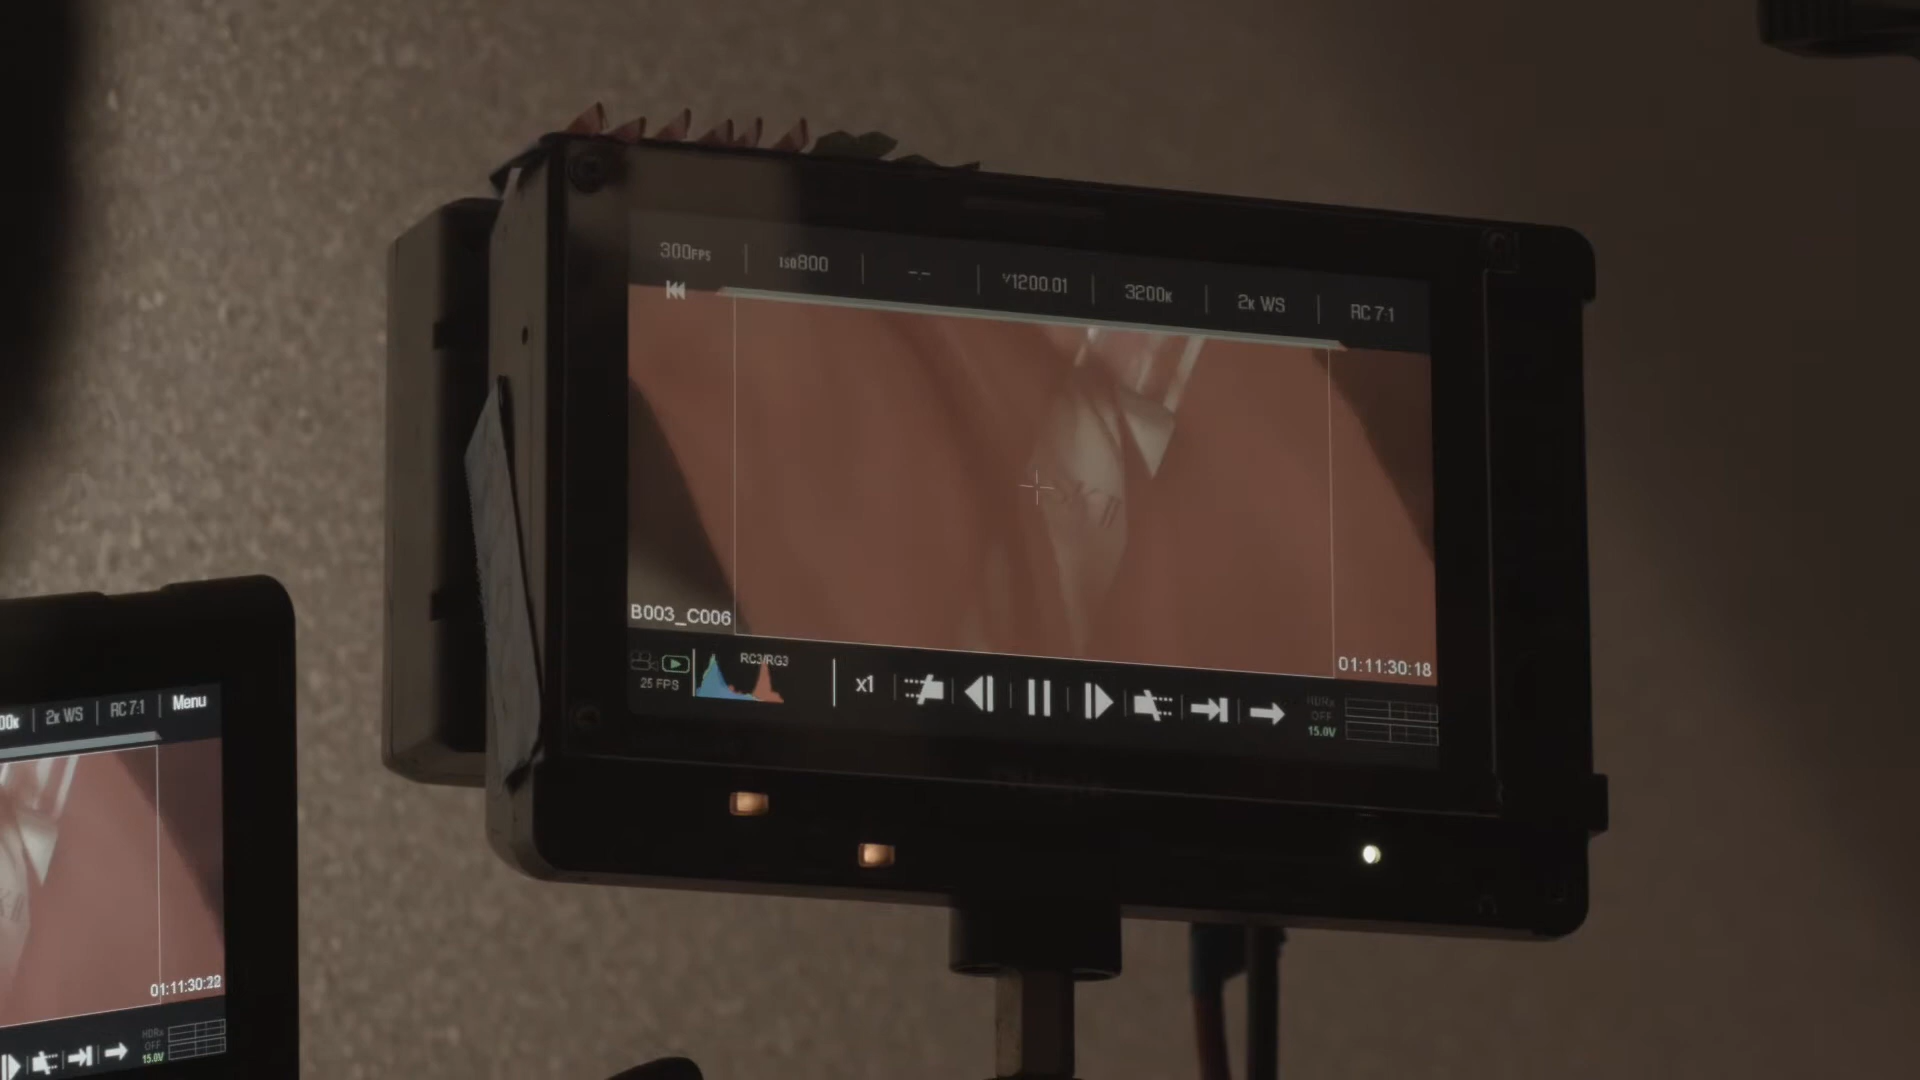 300FPS ISO800 -- 1/1200.01 3200K 2K WS RC 7:1
B003_C006
01:11:30:18
25 FPS RC3/RG3 x1
HDRx
OFF
15.0V
00K 2K WS RC 7:1 Menu
01:11:30:22
HDRx
OFF
15.0V